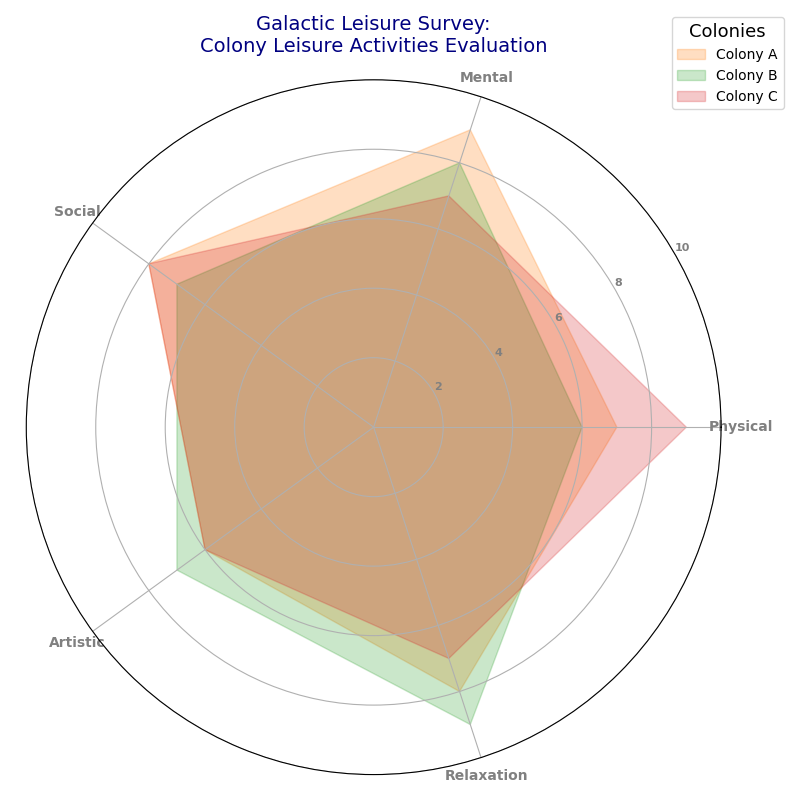 Galactic Leisure Survey:
Colony Leisure Activities Evaluation
Colonies
Colony A
Colony B
Colony C
Mental
Social
Physical
Artistic
Relaxation
2
4
6
8
10